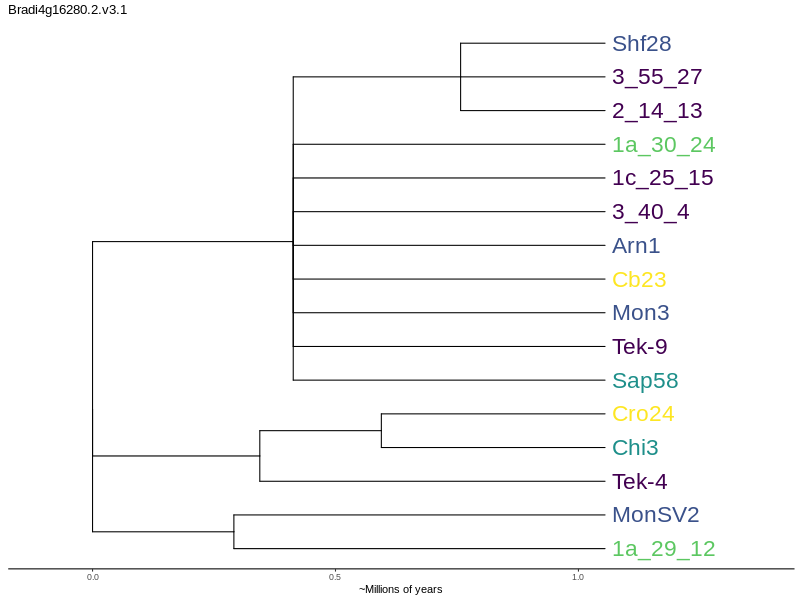 Bradi4g16280.2.v3.1
Shf28
3_55_27
2_14_13
1a_30_24
1c_25_15
3_40_4
Arn1
Cb23
Mon3
Tek-9
Sap58
Cro24
Chi3
Tek-4
MonSV2
1a_29_12
0.0 0.5 1.0
~Millions of years